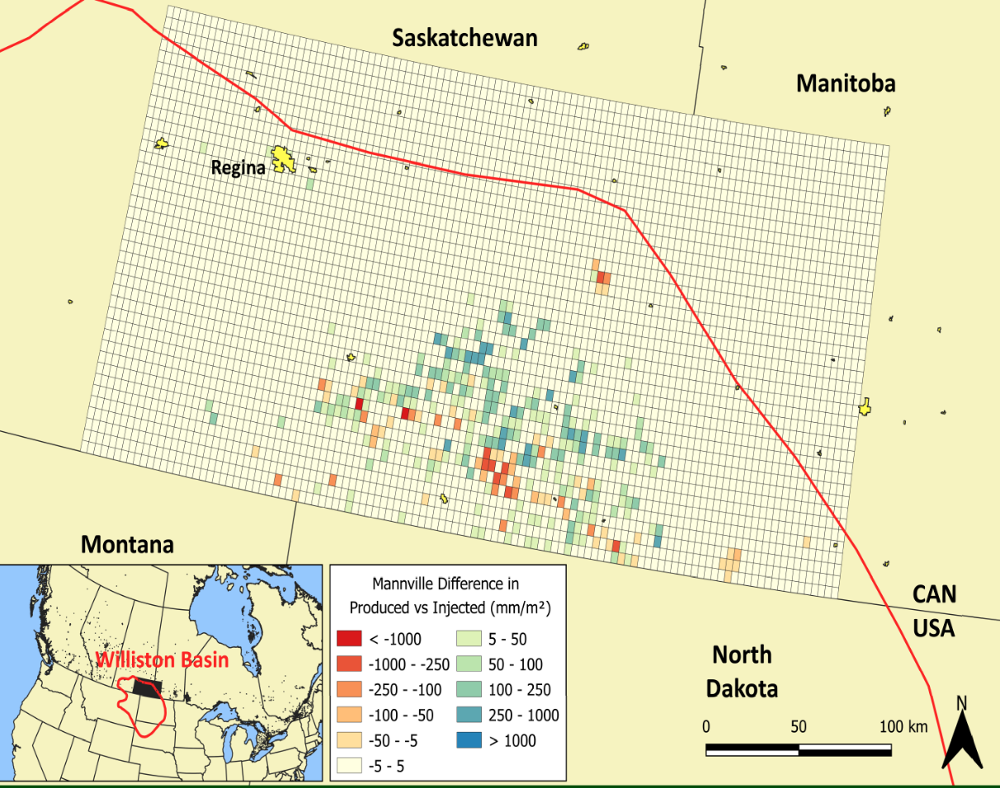 Saskatchewan
Manitoba
Regina
Montana
Williston Basin
Mannville Difference in
Produced vs Injected (mm/m²)
< -1000
-1000 - -250
-250 - -100
-100 - -50
-50 - -5
-5 - 5
5 - 50
50 - 100
100 - 250
250 - 1000
> 1000
CAN
USA
North
Dakota
N
0 50 100 km